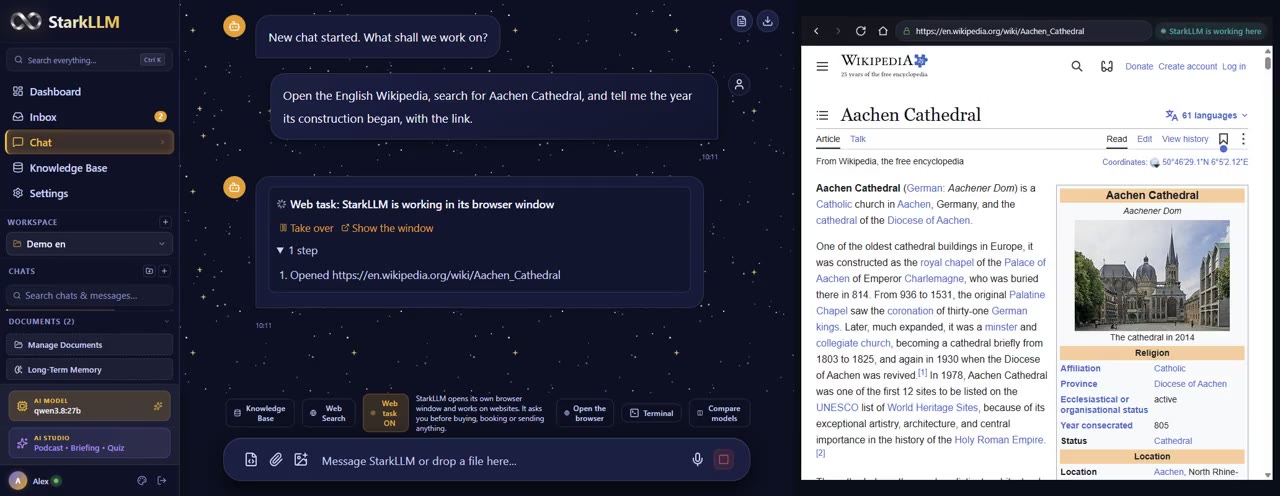 StarkLLM
Search everything...
Ctrl K
Dashboard
Inbox
2
Chat
Knowledge Base
Settings
WORKSPACE
Demo en
CHATS
Search chats & messages...
DOCUMENTS (2)
Manage Documents
Long-Term Memory
AI MODEL
qwen3.8:27b
AI STUDIO
Podcast • Briefing • Quiz
A
Alex
New chat started. What shall we work on?
Open the English Wikipedia, search for Aachen Cathedral, and tell me the year
its construction began, with the link.
10:11
Web task: StarkLLM is working in its browser window
Take over
Show the window
▼ 1 step
1. Opened https://en.wikipedia.org/wiki/Aachen_Cathedral
10:11
Knowledge
Base
Web
Search
Web
task
ON
StarkLLM opens its own browser
window and works on websites. It asks
you before buying, booking or sending
anything.
Open the
browser
Terminal
Compare
models
Message StarkLLM or drop a file here...
https://en.wikipedia.org/wiki/Aachen_Cathedral
StarkLLM is working here
WIKIPEDIA
25 years of the free encyclopedia
Donate
Create account
Log in
Aachen Cathedral
61 languages
Article
Talk
Read
Edit
View history
From Wikipedia, the free encyclopedia
Coordinates: 50°46′29.1″N 6°5′2.12″E
Aachen Cathedral (German: Aachener Dom) is a
Catholic church in Aachen, Germany, and the
cathedral of the Diocese of Aachen.
One of the oldest cathedral buildings in Europe, it
was constructed as the royal chapel of the Palace of
Aachen of Emperor Charlemagne, who was buried
there in 814. From 936 to 1531, the original Palatine
Chapel saw the coronation of thirty-one German
kings. Later, much expanded, it was a minster and
collegiate church, becoming a cathedral briefly from
1803 to 1825, and again in 1930 when the Diocese
of Aachen was revived.[1] In 1978, Aachen Cathedral
was one of the first 12 sites to be listed on the
UNESCO list of World Heritage Sites, because of its
exceptional artistry, architecture, and central
importance in the history of the Holy Roman Empire.
[2]
Aachen Cathedral
Aachener Dom
The cathedral in 2014
Religion
Affiliation
Catholic
Province
Diocese of Aachen
Ecclesiastical or
organisational status
active
Year consecrated
805
Status
Cathedral
Location
Location
Aachen, North Rhine-